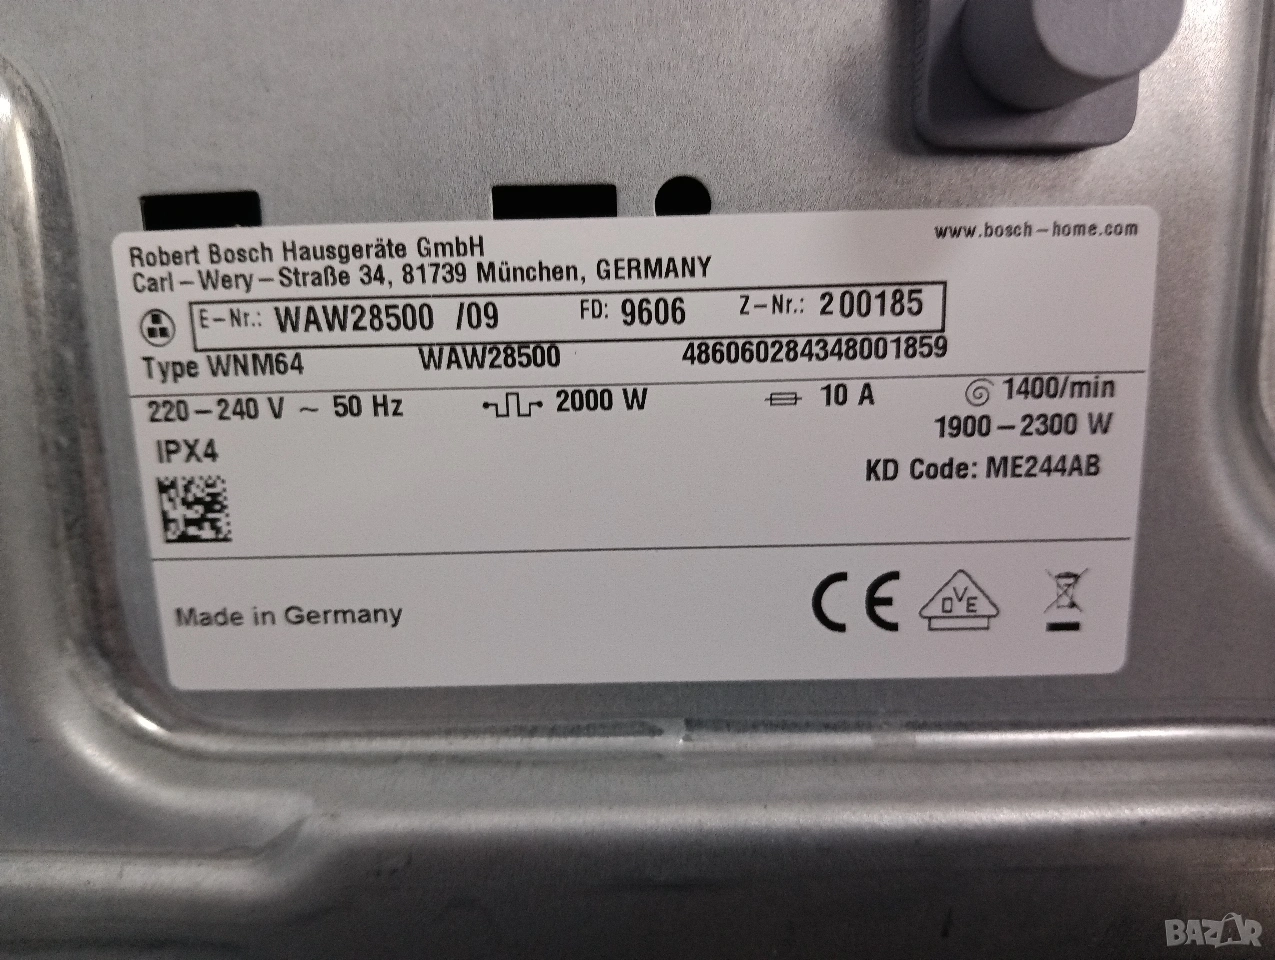 Robert Bosch Hausgeräte GmbH
www.bosch-home.com
Carl-Wery-Straße 34, 81739 München, GERMANY
E-Nr.: WAW28500 /09 FD: 9606 Z-Nr.: 200185
Type WNM64 WAW28500 486060284348001859
220-240 V ~ 50 Hz 2000 W 10 A 1400/min
1900-2300 W
IPX4
KD Code: ME244AB
Made in Germany
CE
DVE
BAZAR